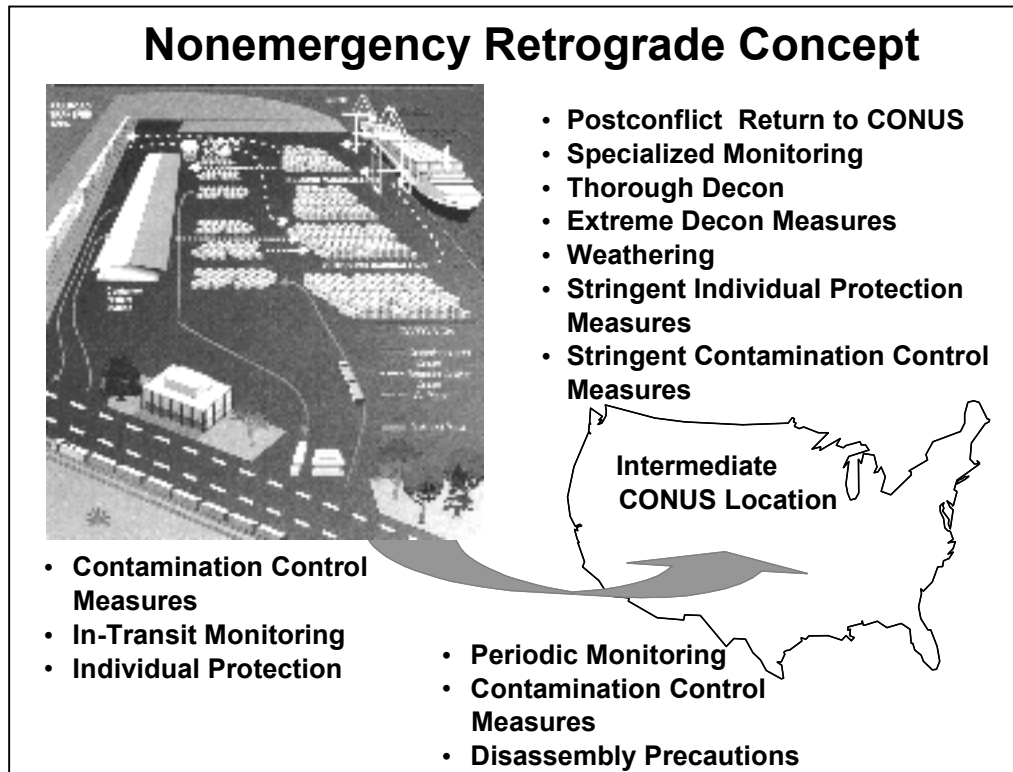 Nonemergency Retrograde Concept
• Postconflict Return to CONUS
• Specialized Monitoring
• Thorough Decon
• Extreme Decon Measures
• Weathering
• Stringent Individual Protection
Measures
• Stringent Contamination Control
Measures
Intermediate
CONUS Location
• Contamination Control
Measures
• In-Transit Monitoring
• Individual Protection
• Periodic Monitoring
• Contamination Control
Measures
• Disassembly Precautions